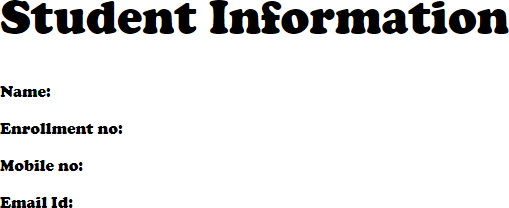 Student Information
Name:
Enrollment no:
Mobile no:
Email Id: